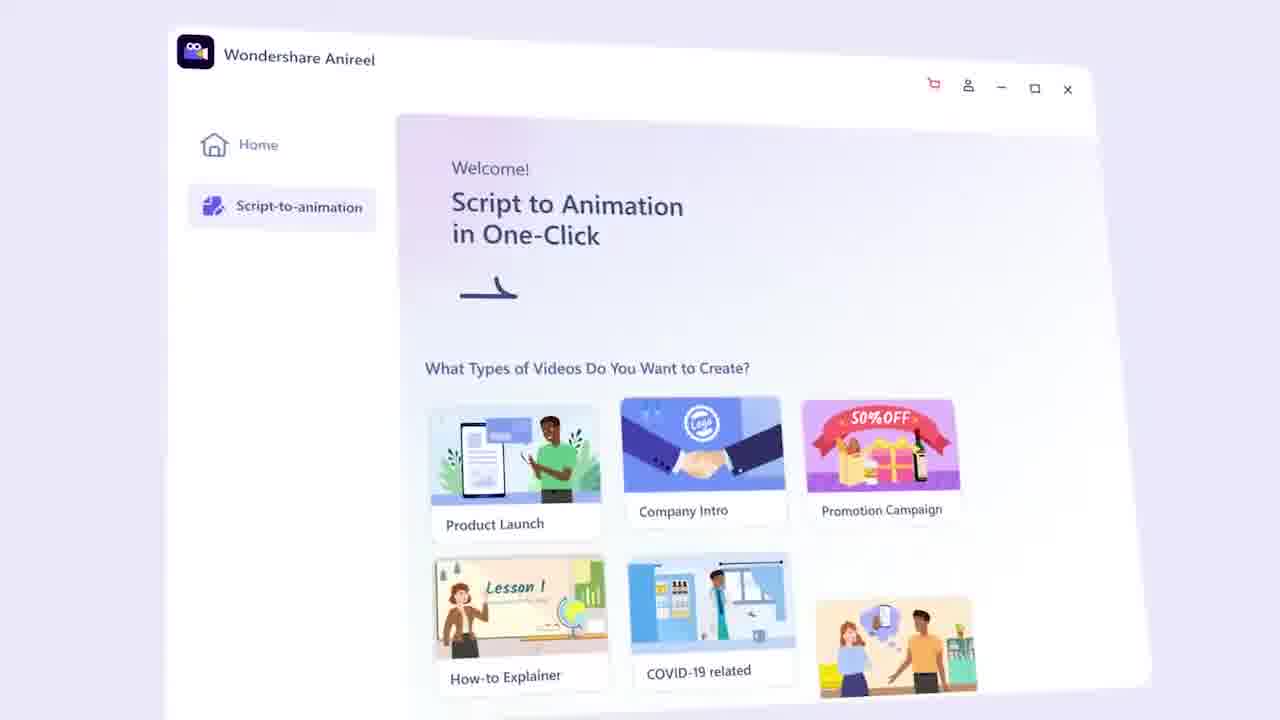 Wondershare Anireel
Home
Script-to-animation
Welcome!
Script to Animation
in One-Click
What Types of Videos Do You Want to Create?
Logo
50%OFF
Product Launch
Company Intro
Promotion Campaign
Lesson 1
How-to Explainer
COVID-19 related